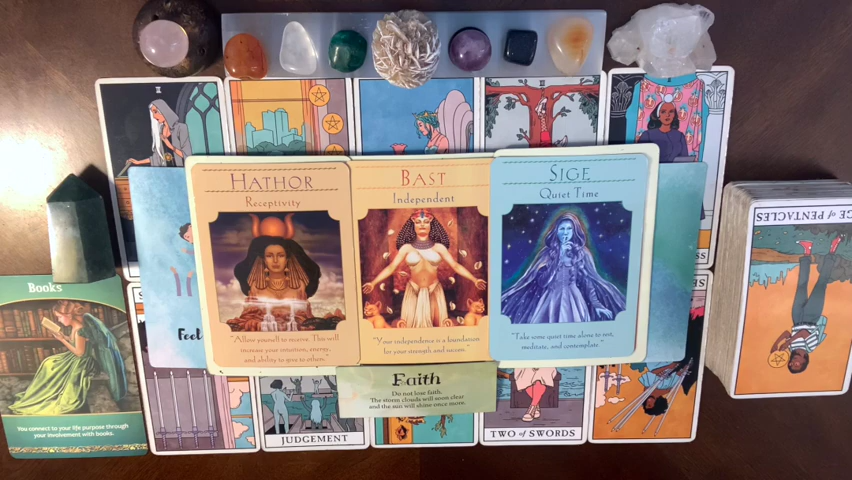 II
HATHOR
Receptivity
"Allow yourself to receive. This will
increase your intuition, energy,
and ability to give to others."
BAST
Independent
"Your independence is a foundation
for your strength and success."
SIGE
Quiet Time
"Take some quiet time alone to rest,
meditate, and contemplate."
Books
You connect to your life purpose through
your involvement with books.
Feel
Faith
Do not lose faith.
The storm clouds will soon clear
and the sun will shine once more.
JUDGEMENT
TWO of SWORDS
ESS
GE of PENTACLES